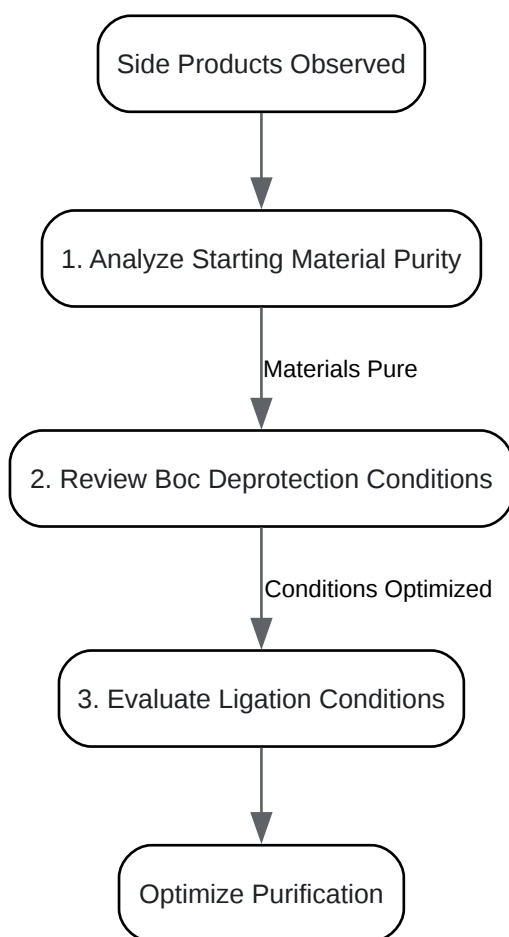 Side Products Observed
1. Analyze Starting Material Purity
Materials Pure
2. Review Boc Deprotection Conditions
Conditions Optimized
3. Evaluate Ligation Conditions
Optimize Purification